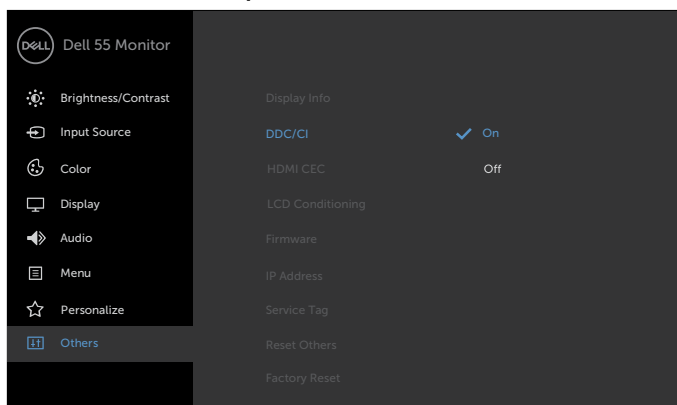 DELL Dell 55 Monitor
Brightness/Contrast Display Info
Input Source DDC/CI On
Color HDMI CEC Off
Display LCD Conditioning
Audio Firmware
Menu IP Address
Personalize Service Tag
Others Reset Others
Factory Reset